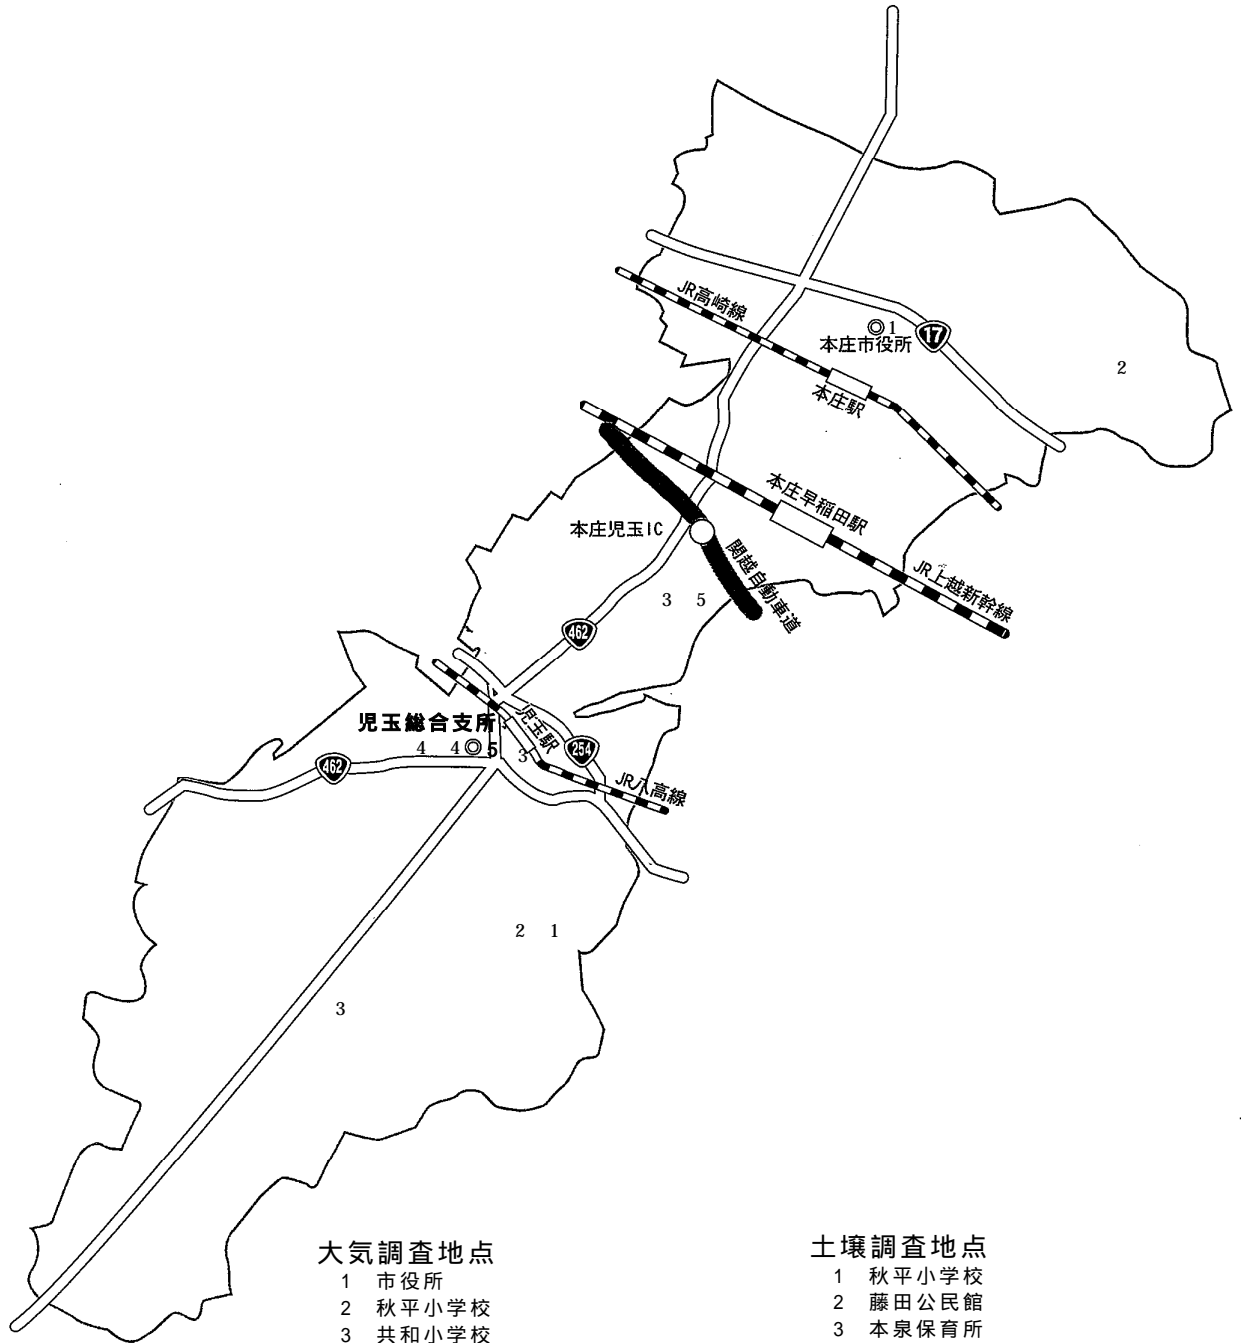 JR高崎線
1
17
本庄市役所
2
本庄駅
本庄早稲田駅
本庄児玉IC
関越自動車道
JR上越新幹線
3 5
462
児玉総合支所
児玉駅
4 4 5
3
254
462
JR八高線
2 1
3
大気調査地点
1 市役所
2 秋平小学校
3 共和小学校
土壌調査地点
1 秋平小学校
2 藤田公民館
3 本泉保育所